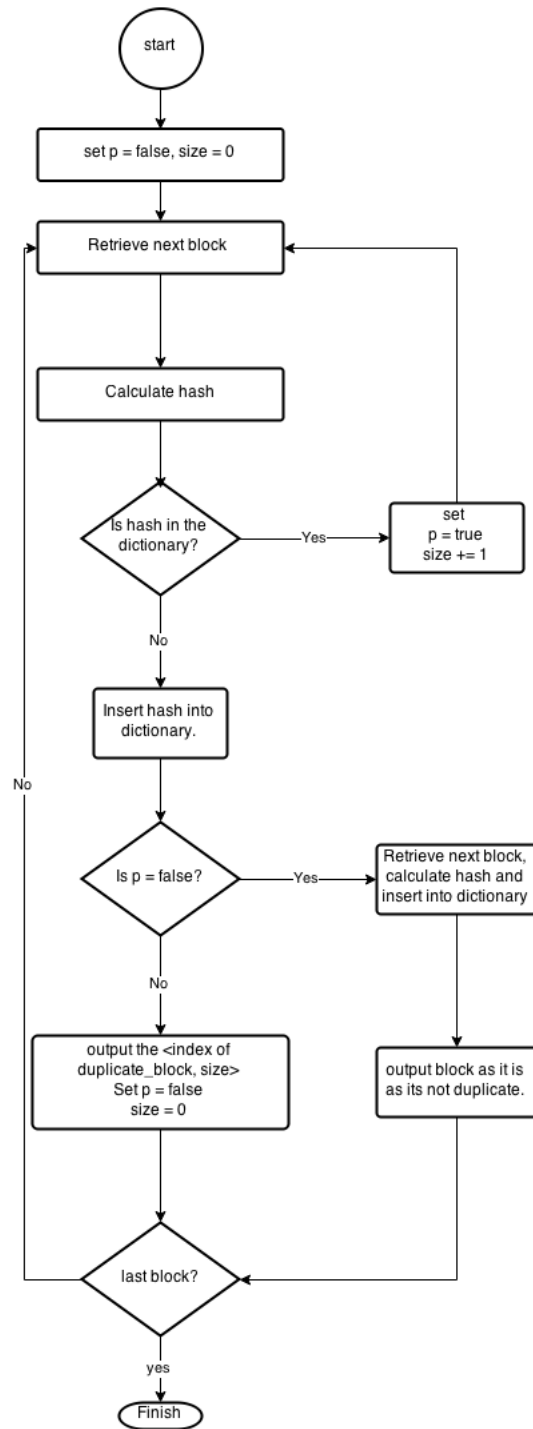 start
set p = false, size = 0
Retrieve next block
Calculate hash
Is hash in the
dictionary?
Yes
set
p = true
size += 1
No
Insert hash into
dictionary.
No
Is p = false?
Yes
Retrieve next block,
calculate hash and
insert into dictionary
No
output the <index of
duplicate_block, size>
Set p = false
size = 0
output block as it is
as its not duplicate.
last block?
yes
Finish